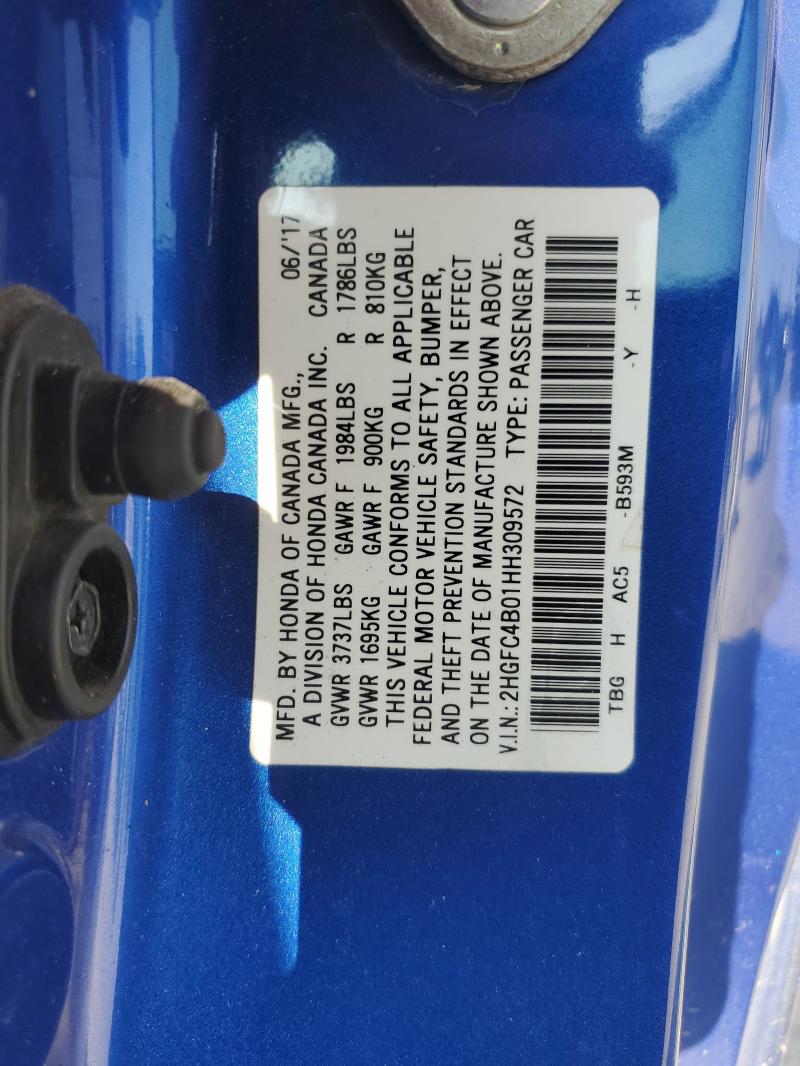 MFD. BY HONDA OF CANADA MFG., 06/'17
A DIVISION OF HONDA CANADA INC. CANADA
GVWR 3737LBS GAWR F 1984LBS R 1786LBS
GVWR 1695KG GAWR F 900KG R 810KG
THIS VEHICLE CONFORMS TO ALL APPLICABLE
FEDERAL MOTOR VEHICLE SAFETY, BUMPER,
AND THEFT PREVENTION STANDARDS IN EFFECT
ON THE DATE OF MANUFACTURE SHOWN ABOVE.
V.I.N.: 2HGFC4B01HH309572 TYPE: PASSENGER CAR
TBG H AC5 -B593M -Y -H